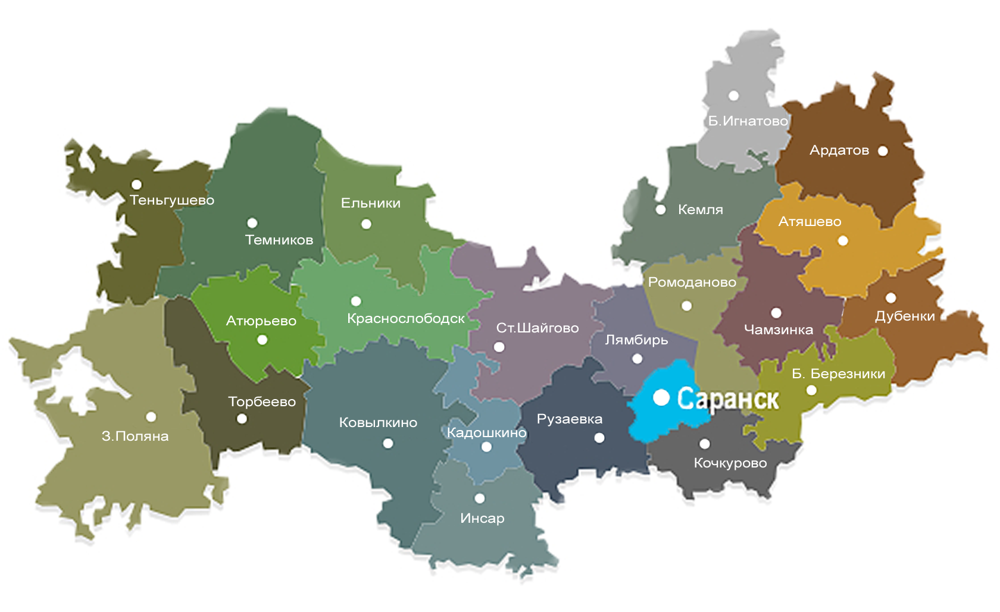 Б.Игнатово
Ардатов
Теньгушево
Ельники
Кемля
Атяшево
Темников
Ромоданово
Атюрьево
Краснослободск
Ст.Шайгово
Чамзинка
Дубенки
Лямбирь
Б. Березники
Саранск
Торбеево
Ковылкино
Рузаевка
Кадошкино
З.Поляна
Кочкурово
Инсар